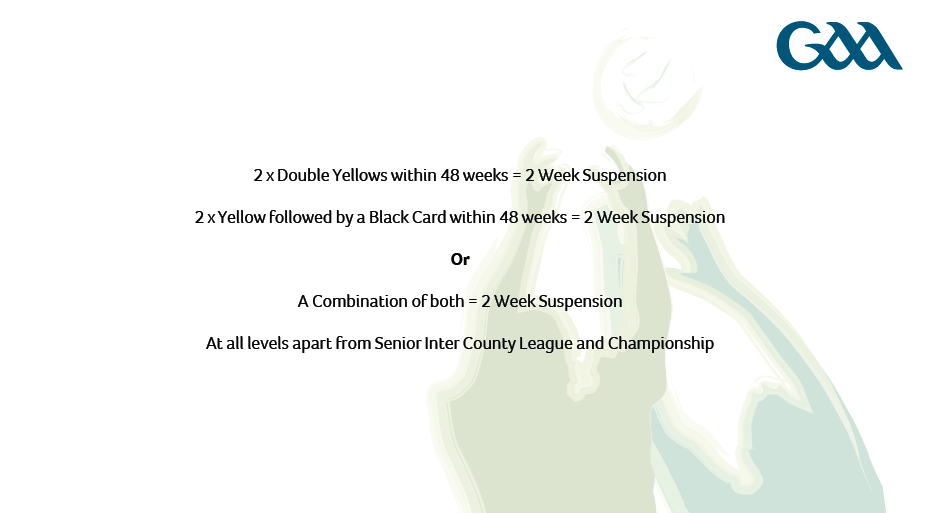 GAA
2 x Double Yellows within 48 weeks = 2 Week Suspension
2 x Yellow followed by a Black Card within 48 weeks = 2 Week Suspension
Or
A Combination of both = 2 Week Suspension
At all levels apart from Senior Inter County League and Championship